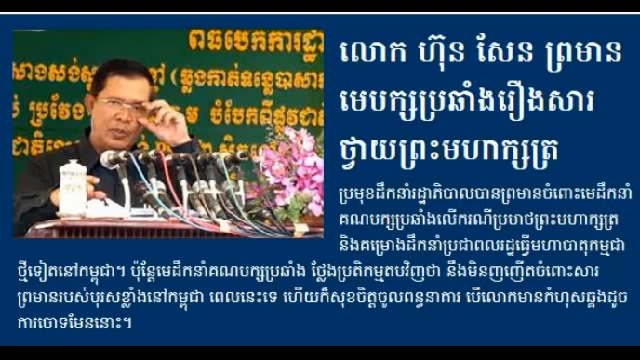 ពិធបើកការដ្ឋា
លោក ហ៊ុន សែន ព្រមាន
មេបក្សប្រឆាំងរឿងសារ
ថ្វាយព្រះមហាក្សត្រ
ប្រមុខដឹកនាំរដ្ឋាភិបាលបានព្រមានចំពោះមេដឹកនាំ
គណបក្សប្រឆាំងលើករណីប្រមាថព្រះមហាក្សត្រ
និងគម្រោងដឹកនាំប្រជាពលរដ្ឋធ្វើមហាបាតុកម្មជា
ថ្មីទៀតនៅកម្ពុជា។ ប៉ុន្តែមេដឹកនាំគណបក្សប្រឆាំង ថ្លែងប្រតិកម្មតបវិញថា នឹងមិនញញើតចំពោះសារ
ព្រមានរបស់បុរសខ្លាំងនៅកម្ពុជា ពេលនេះទេ ហើយក៏សុខចិត្តចូលពន្ធនាគារ បើលោកមានកំហុសឆ្គងដូច
ការចោទមែននោះ។